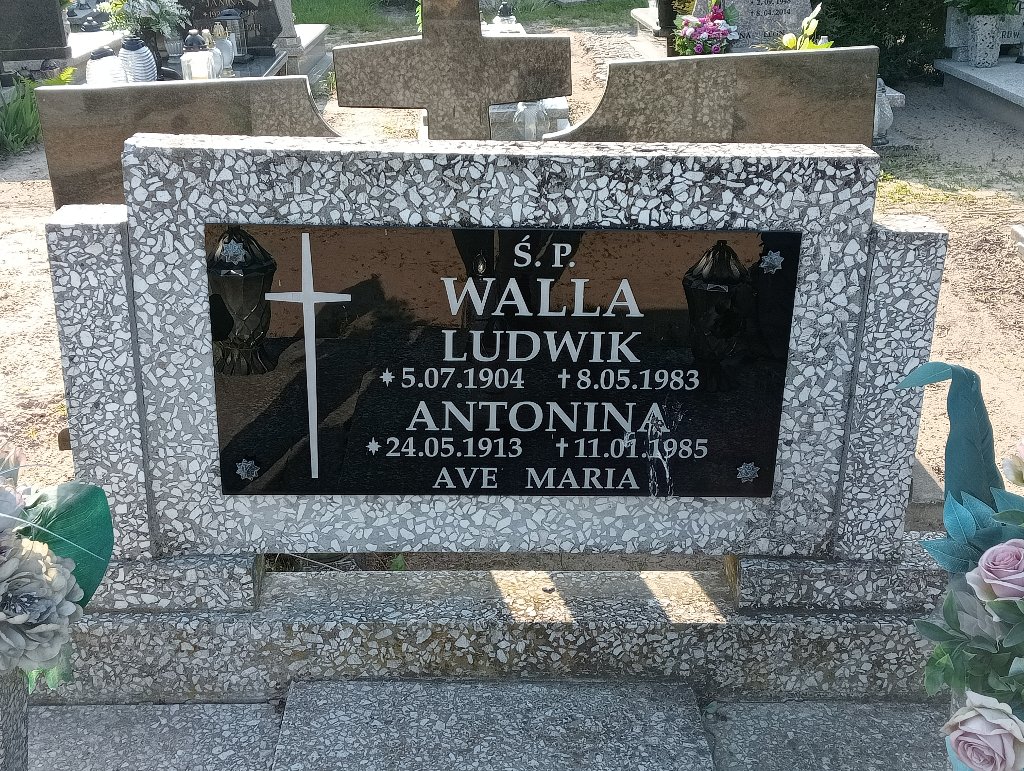 Ś. P.
WALLA
LUDWIK
* 5.07.1904 † 8.05.1983
ANTONINA
* 24.05.1913 † 11.01.1985
AVE MARIA